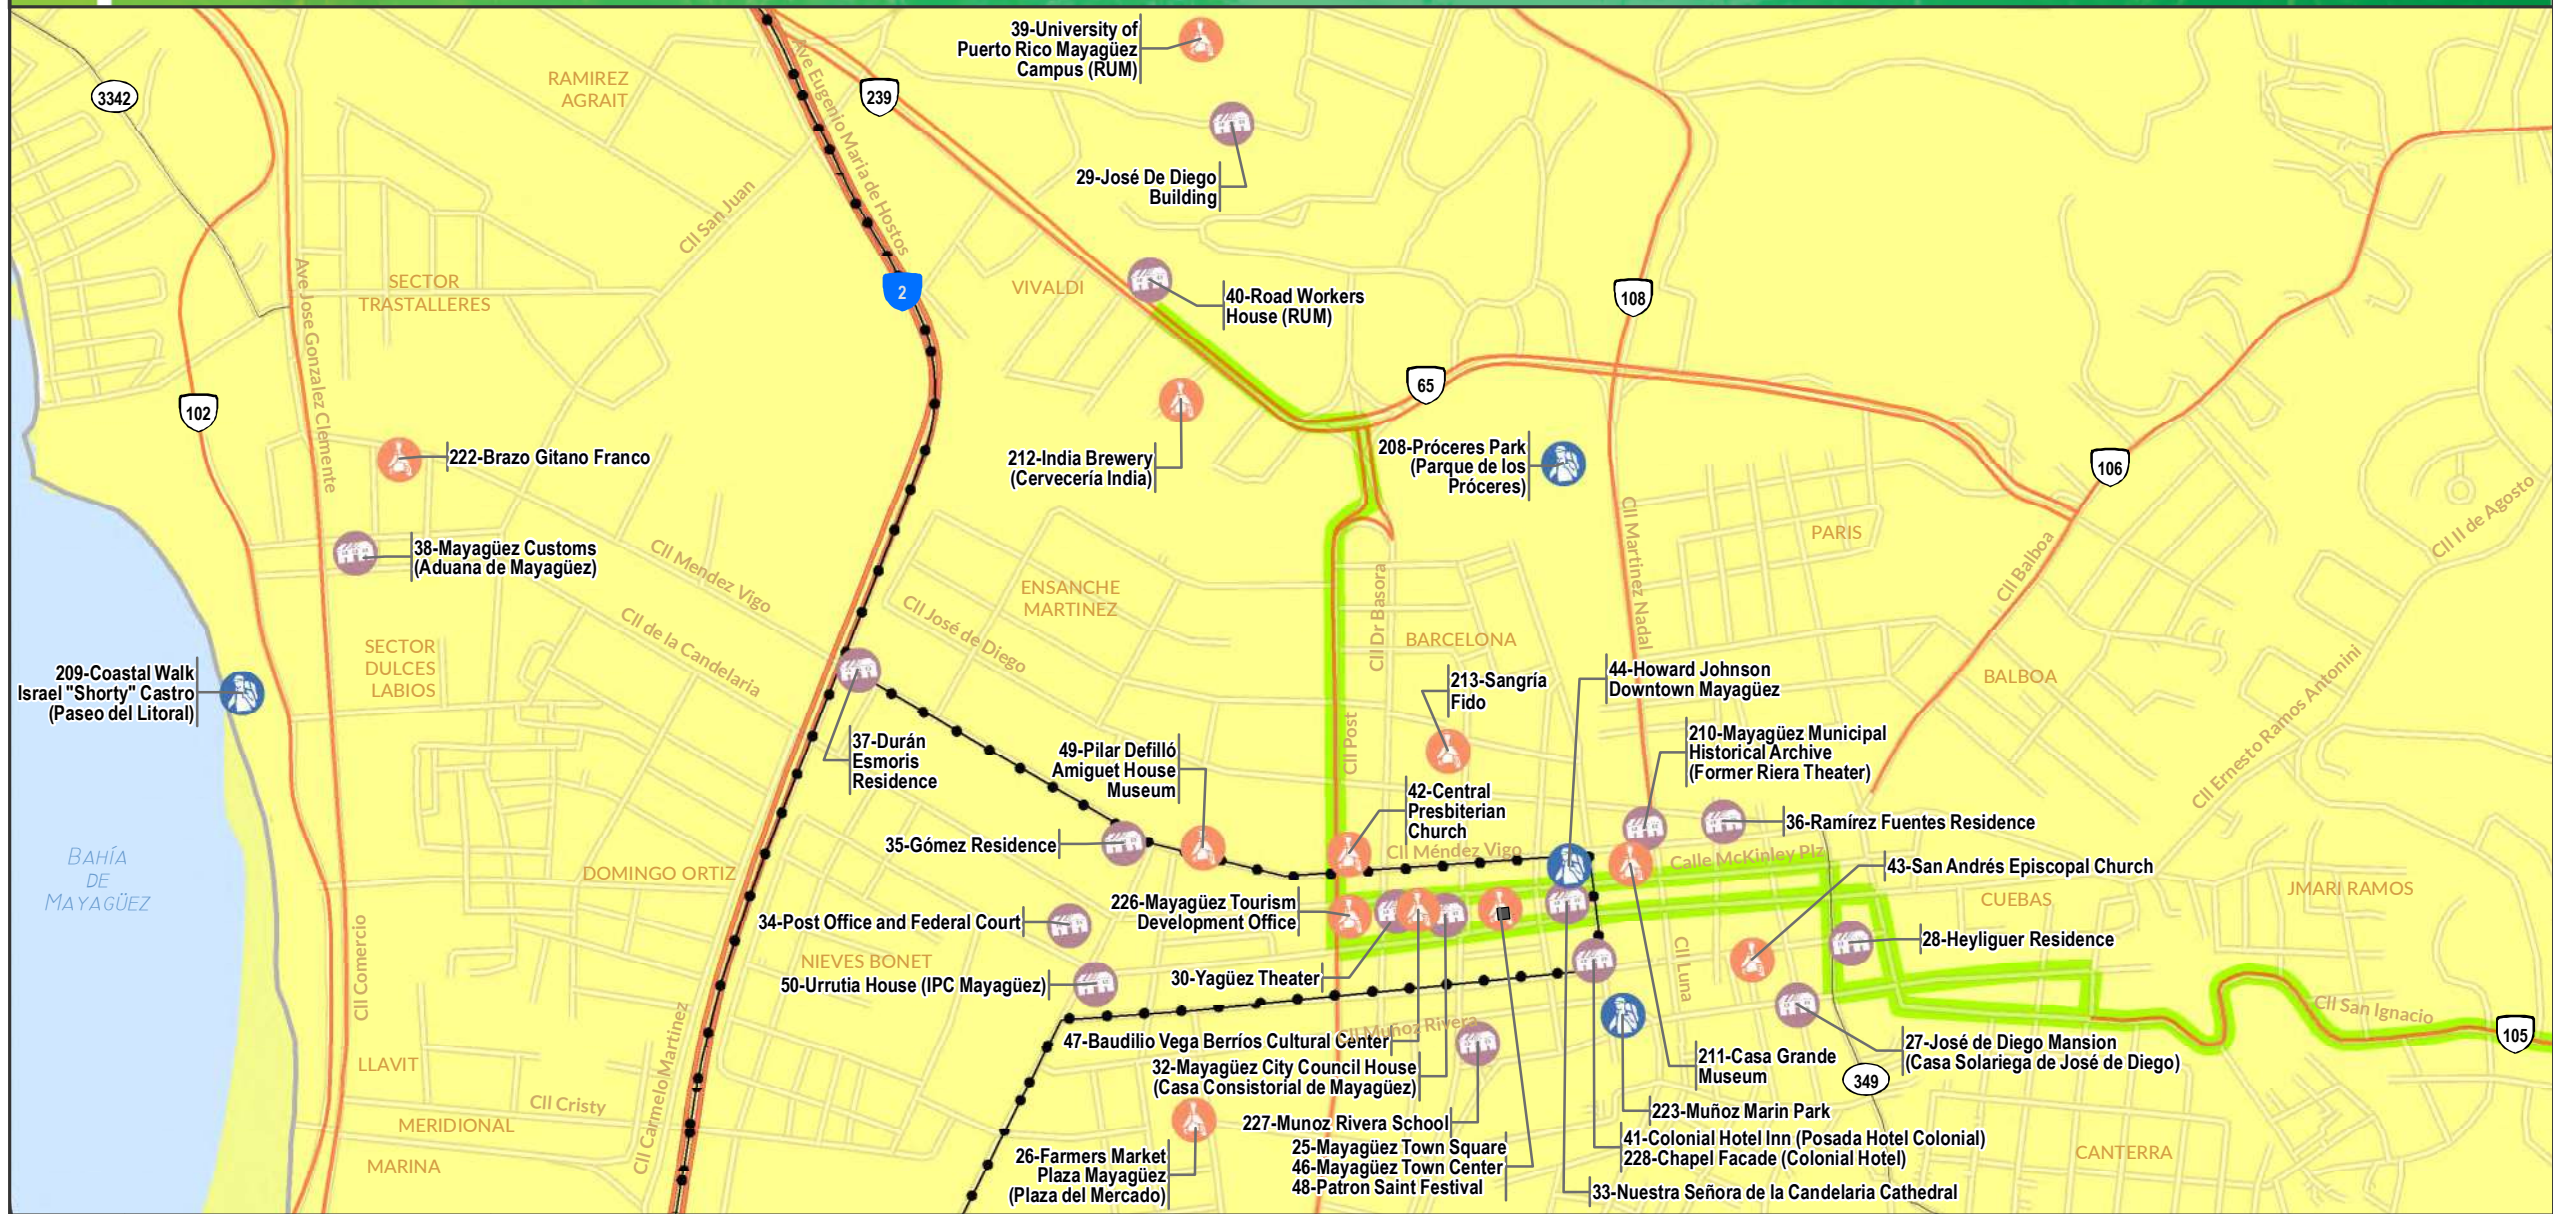 39-University of
Puerto Rico Mayagüez
Campus (RUM)
RAMIREZ
AGRAIT
3342
239
Ave Eugenio Maria de Hostos
29-José De Diego
Building
Cll San Juan
SECTOR
TRASTALLERES
Ave Jose Gonzalez Clemente
2
VIVALDI
40-Road Workers
House (RUM)
108
102
65
222-Brazo Gitano Franco
212-India Brewery
(Cervecería India)
208-Próceres Park
(Parque de los
Próceres)
106
Cll II de Agosto
38-Mayagüez Customs
(Aduana de Mayagüez)
Cll Mendez Vigo
Cll de la Candelaria
Cll José de Diego
ENSANCHE
MARTINEZ
Cll Dr Basora
Cll Martinez Nadal
PARIS
Cll Balboa
BARCELONA
SECTOR
DULCES
LABIOS
209-Coastal Walk
Israel "Shorty" Castro
(Paseo del Litoral)
213-Sangría
Fido
44-Howard Johnson
Downtown Mayagüez
BALBOA
Cll Ernesto Ramos Antonini
37-Durán
Esmoris
Residence
49-Pilar Defilló
Amiguet House
Museum
Cll Post
210-Mayagüez Municipal
Historical Archive
(Former Riera Theater)
42-Central
Presbiterian
Church
36-Ramírez Fuentes Residence
35-Gómez Residence
Cll Méndez Vigo
Calle McKinley Plz
43-San Andrés Episcopal Church
BAHÍA
DE
MAYAGÜEZ
DOMINGO ORTIZ
JMARI RAMOS
CUEBAS
226-Mayagüez Tourism
Development Office
34-Post Office and Federal Court
28-Heyliguer Residence
NIEVES BONET
Cll Comercio
50-Urrutia House (IPC Mayagüez)
30-Yagüez Theater
Cll Luna
Cll San Ignacio
105
Cll Muñoz Rivera
47-Baudilio Vega Berríos Cultural Center
27-José de Diego Mansion
(Casa Solariega de José de Diego)
211-Casa Grande
Museum
32-Mayagüez City Council House
(Casa Consistorial de Mayagüez)
349
LLAVIT
Cll Carmelo Martinez
Cll Cristy
MERIDIONAL
MARINA
223-Muñoz Marin Park
227-Munoz Rivera School
41-Colonial Hotel Inn (Posada Hotel Colonial)
228-Chapel Facade (Colonial Hotel)
25-Mayagüez Town Square
46-Mayagüez Town Center
48-Patron Saint Festival
26-Farmers Market
Plaza Mayagüez
(Plaza del Mercado)
CANTERRA
33-Nuestra Señora de la Candelaria Cathedral